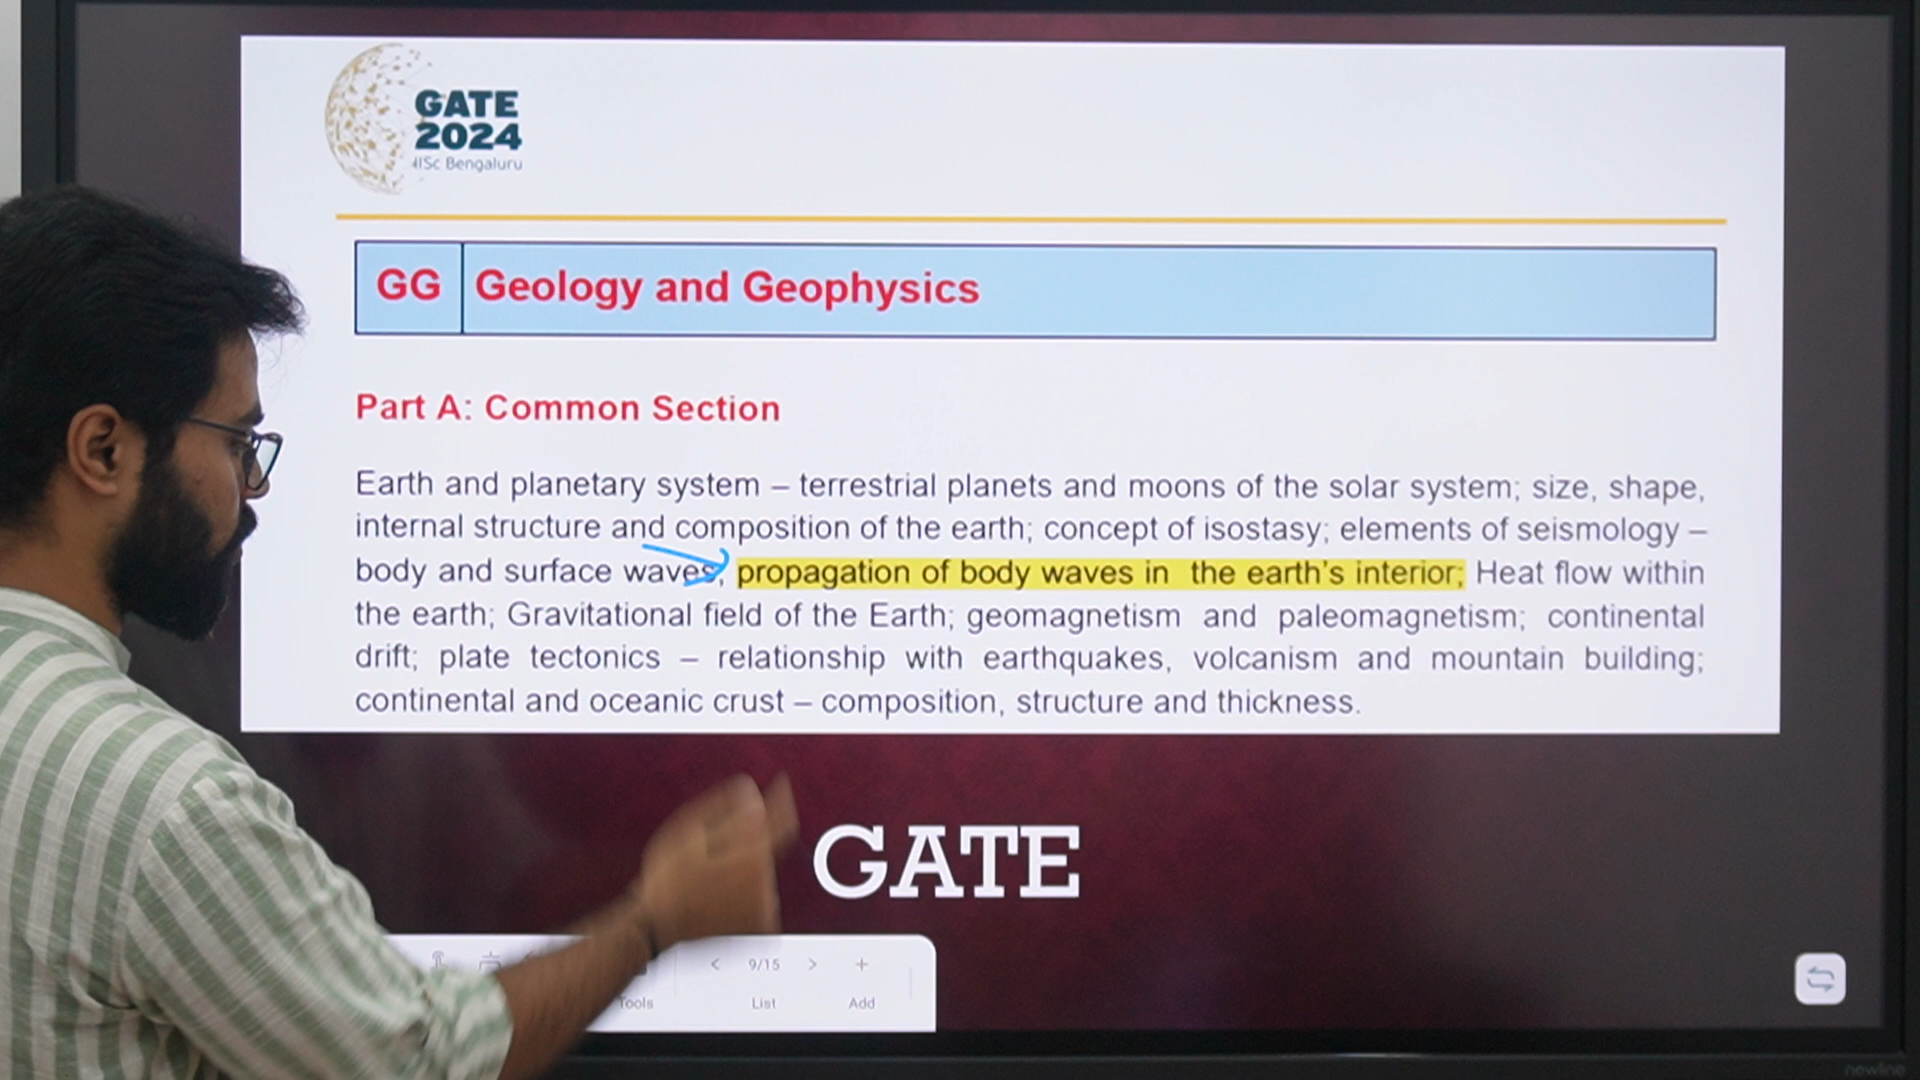 GATE
2024
IISc Bengaluru
GG Geology and Geophysics
Part A: Common Section
Earth and planetary system – terrestrial planets and moons of the solar system; size, shape,
internal structure and composition of the earth; concept of isostasy; elements of seismology –
body and surface waves; propagation of body waves in the earth's interior; Heat flow within
the earth; Gravitational field of the Earth; geomagnetism and paleomagnetism; continental
drift; plate tectonics – relationship with earthquakes, volcanism and mountain building;
continental and oceanic crust – composition, structure and thickness.
GATE
< 9/15 > +
Tools List Add
newline